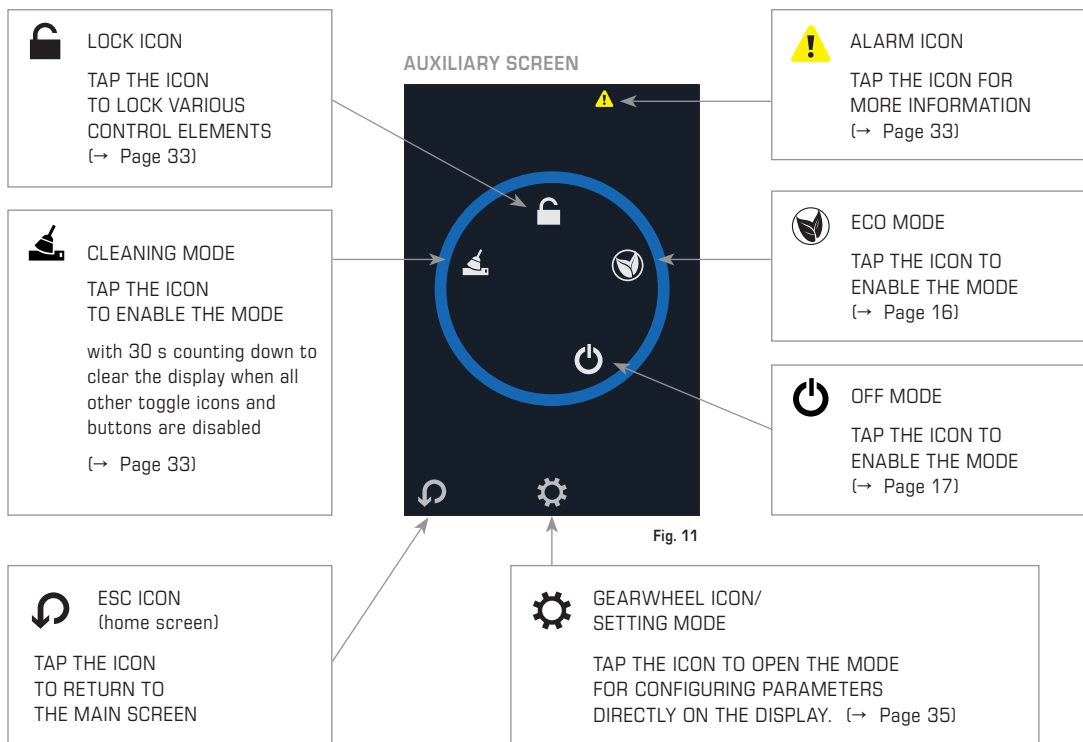 LOCK ICON
TAP THE ICON
TO LOCK VARIOUS
CONTROL ELEMENTS
(→ Page 33)
AUXILIARY SCREEN
ALARM ICON
TAP THE ICON FOR
MORE INFORMATION
(→ Page 33)
CLEANING MODE
TAP THE ICON
TO ENABLE THE MODE
with 30 s counting down to
clear the display when all
other toggle icons and
buttons are disabled
(→ Page 33)
ECO MODE
TAP THE ICON TO
ENABLE THE MODE
(→ Page 16)
OFF MODE
TAP THE ICON TO
ENABLE THE MODE
(→ Page 17)
Fig. 11
ESC ICON
(home screen)
TAP THE ICON
TO RETURN TO
THE MAIN SCREEN
GEARWHEEL ICON/
SETTING MODE
TAP THE ICON TO OPEN THE MODE
FOR CONFIGURING PARAMETERS
DIRECTLY ON THE DISPLAY. (→ Page 35)